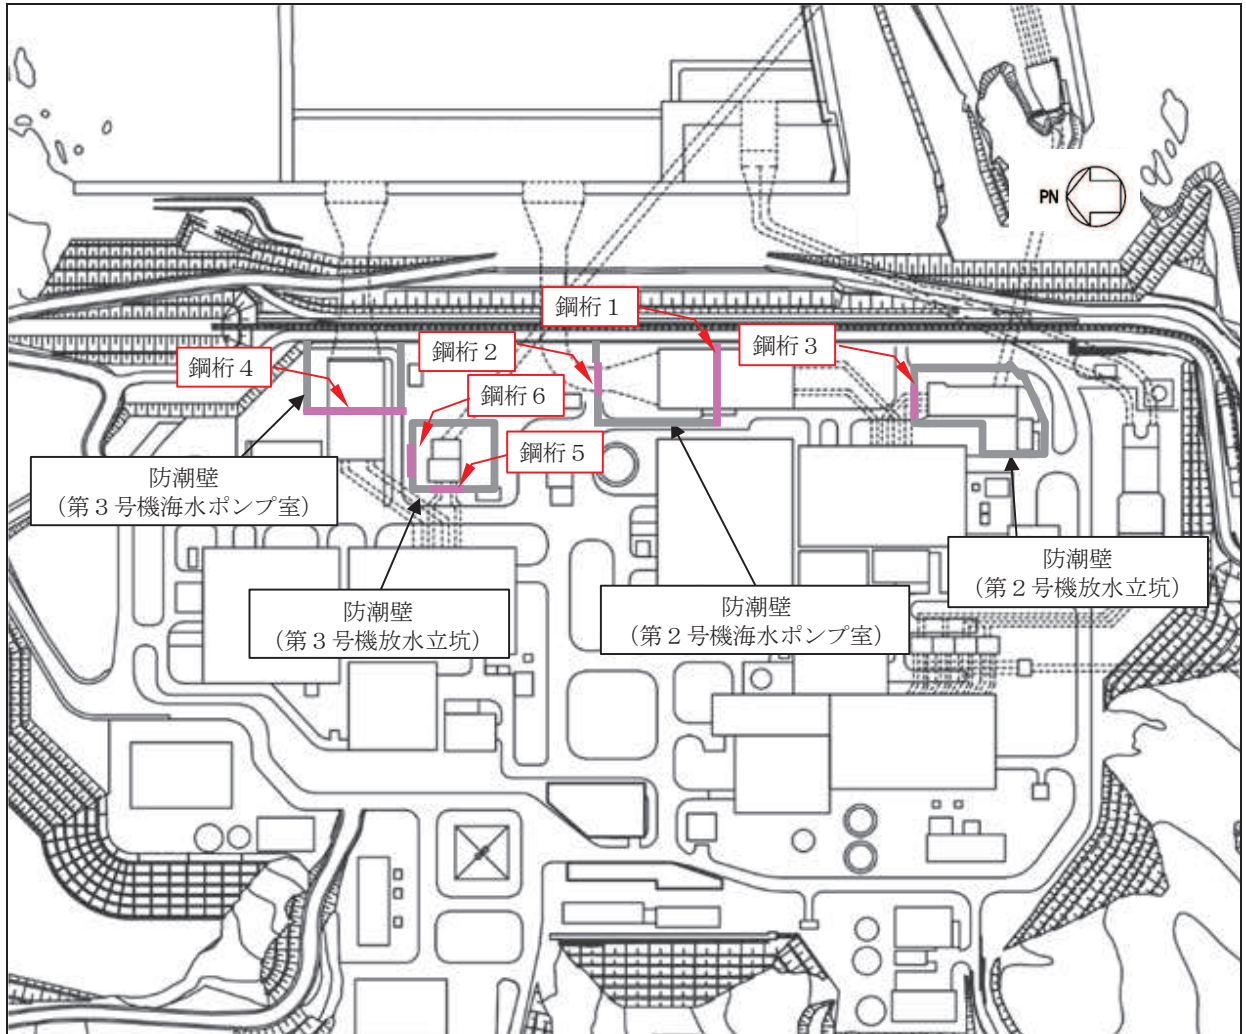 PN
鋼桁１
鋼桁２
鋼桁３
鋼桁４
鋼桁６
鋼桁５
防潮壁
（第３号機海水ポンプ室）
防潮壁
（第２号機放水立坑）
防潮壁
（第３号機放水立坑）
防潮壁
（第２号機海水ポンプ室）